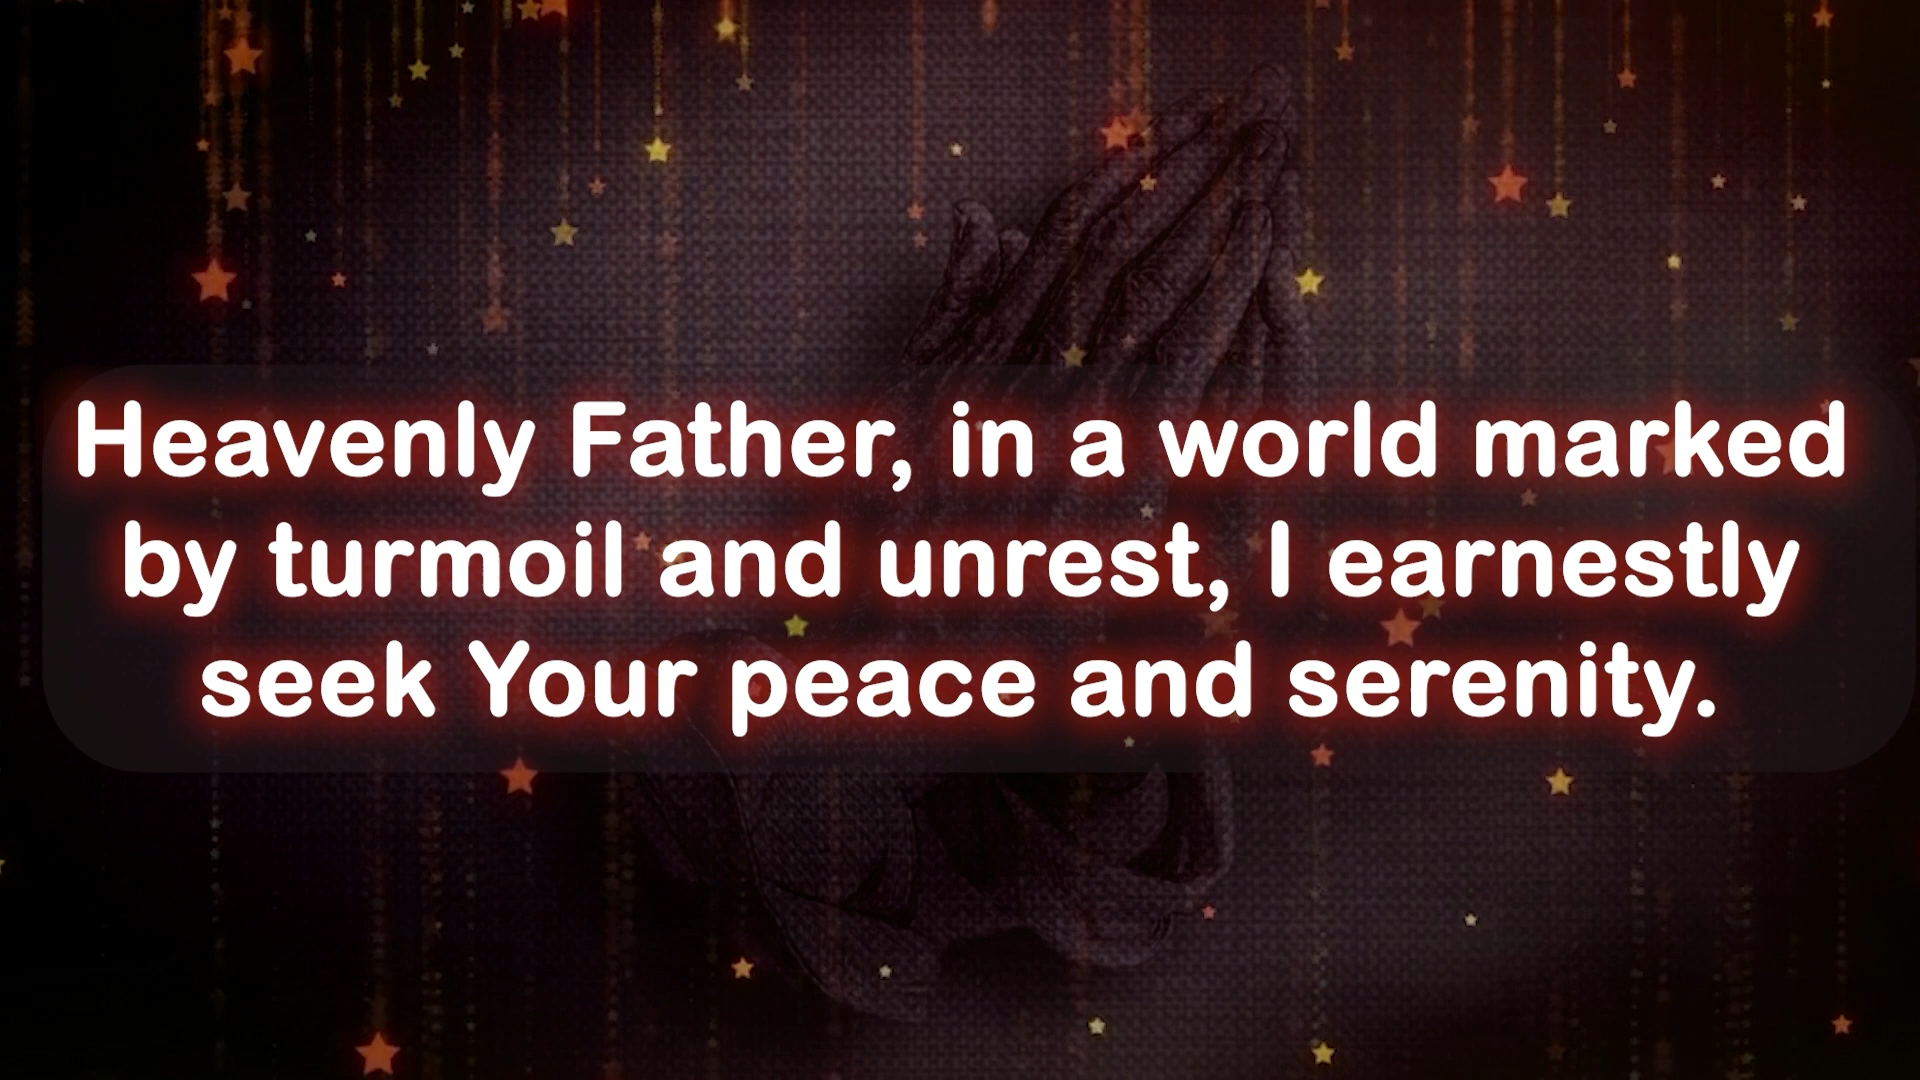 Heavenly Father, in a world marked
by turmoil and unrest, I earnestly
seek Your peace and serenity.